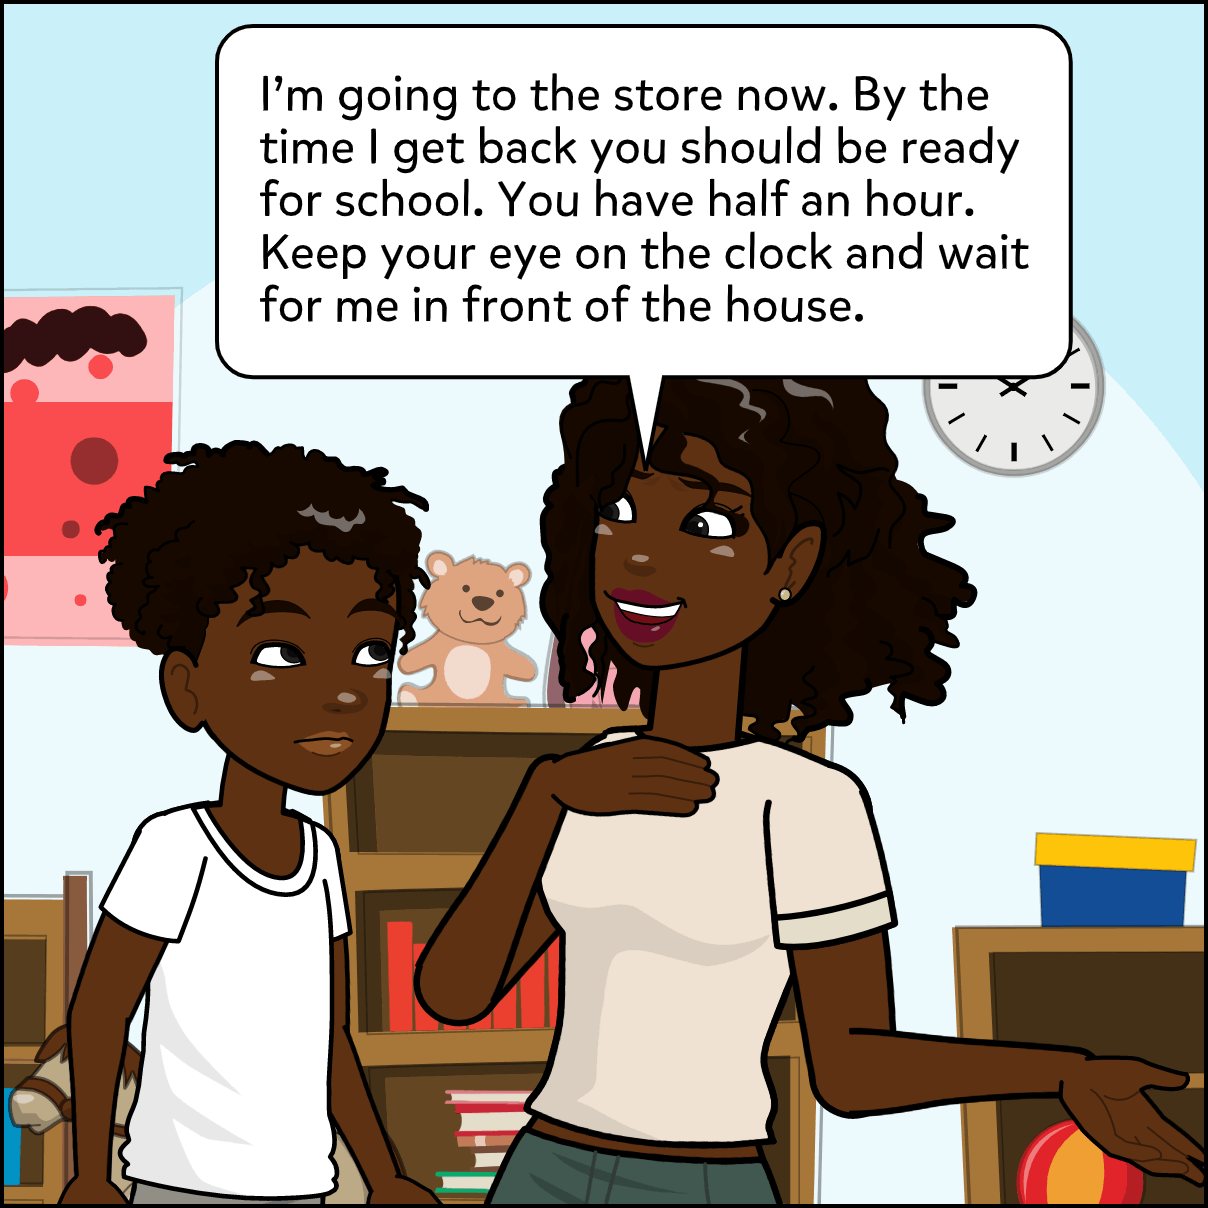 I'm going to the store now. By the
time I get back you should be ready
for school. You have half an hour.
Keep your eye on the clock and wait
for me in front of the house.